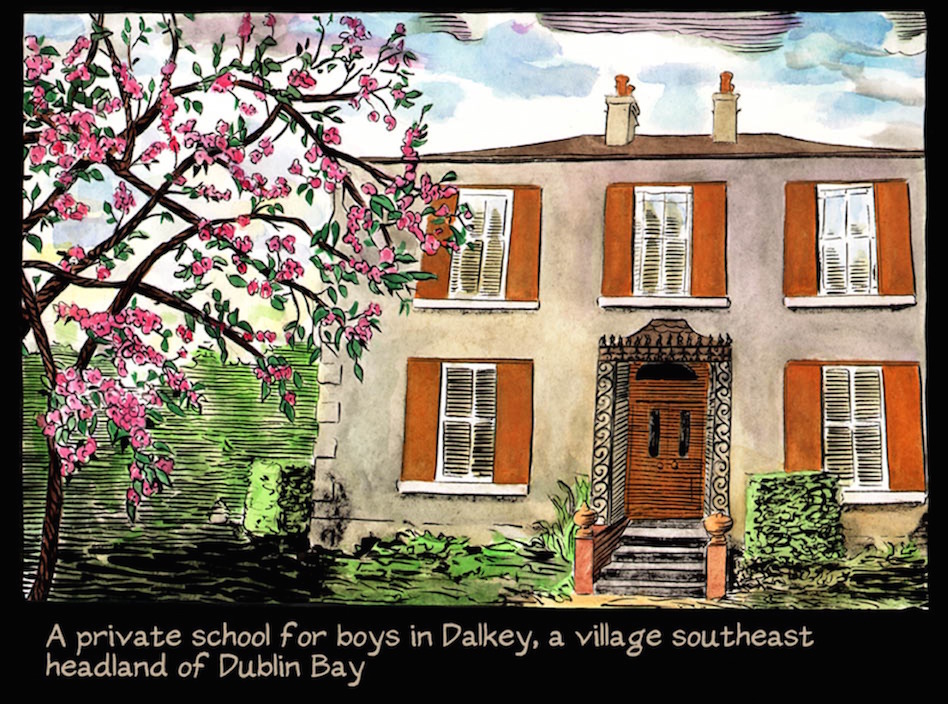 A private school for boys in Dalkey, a village southeast
headland of Dublin Bay